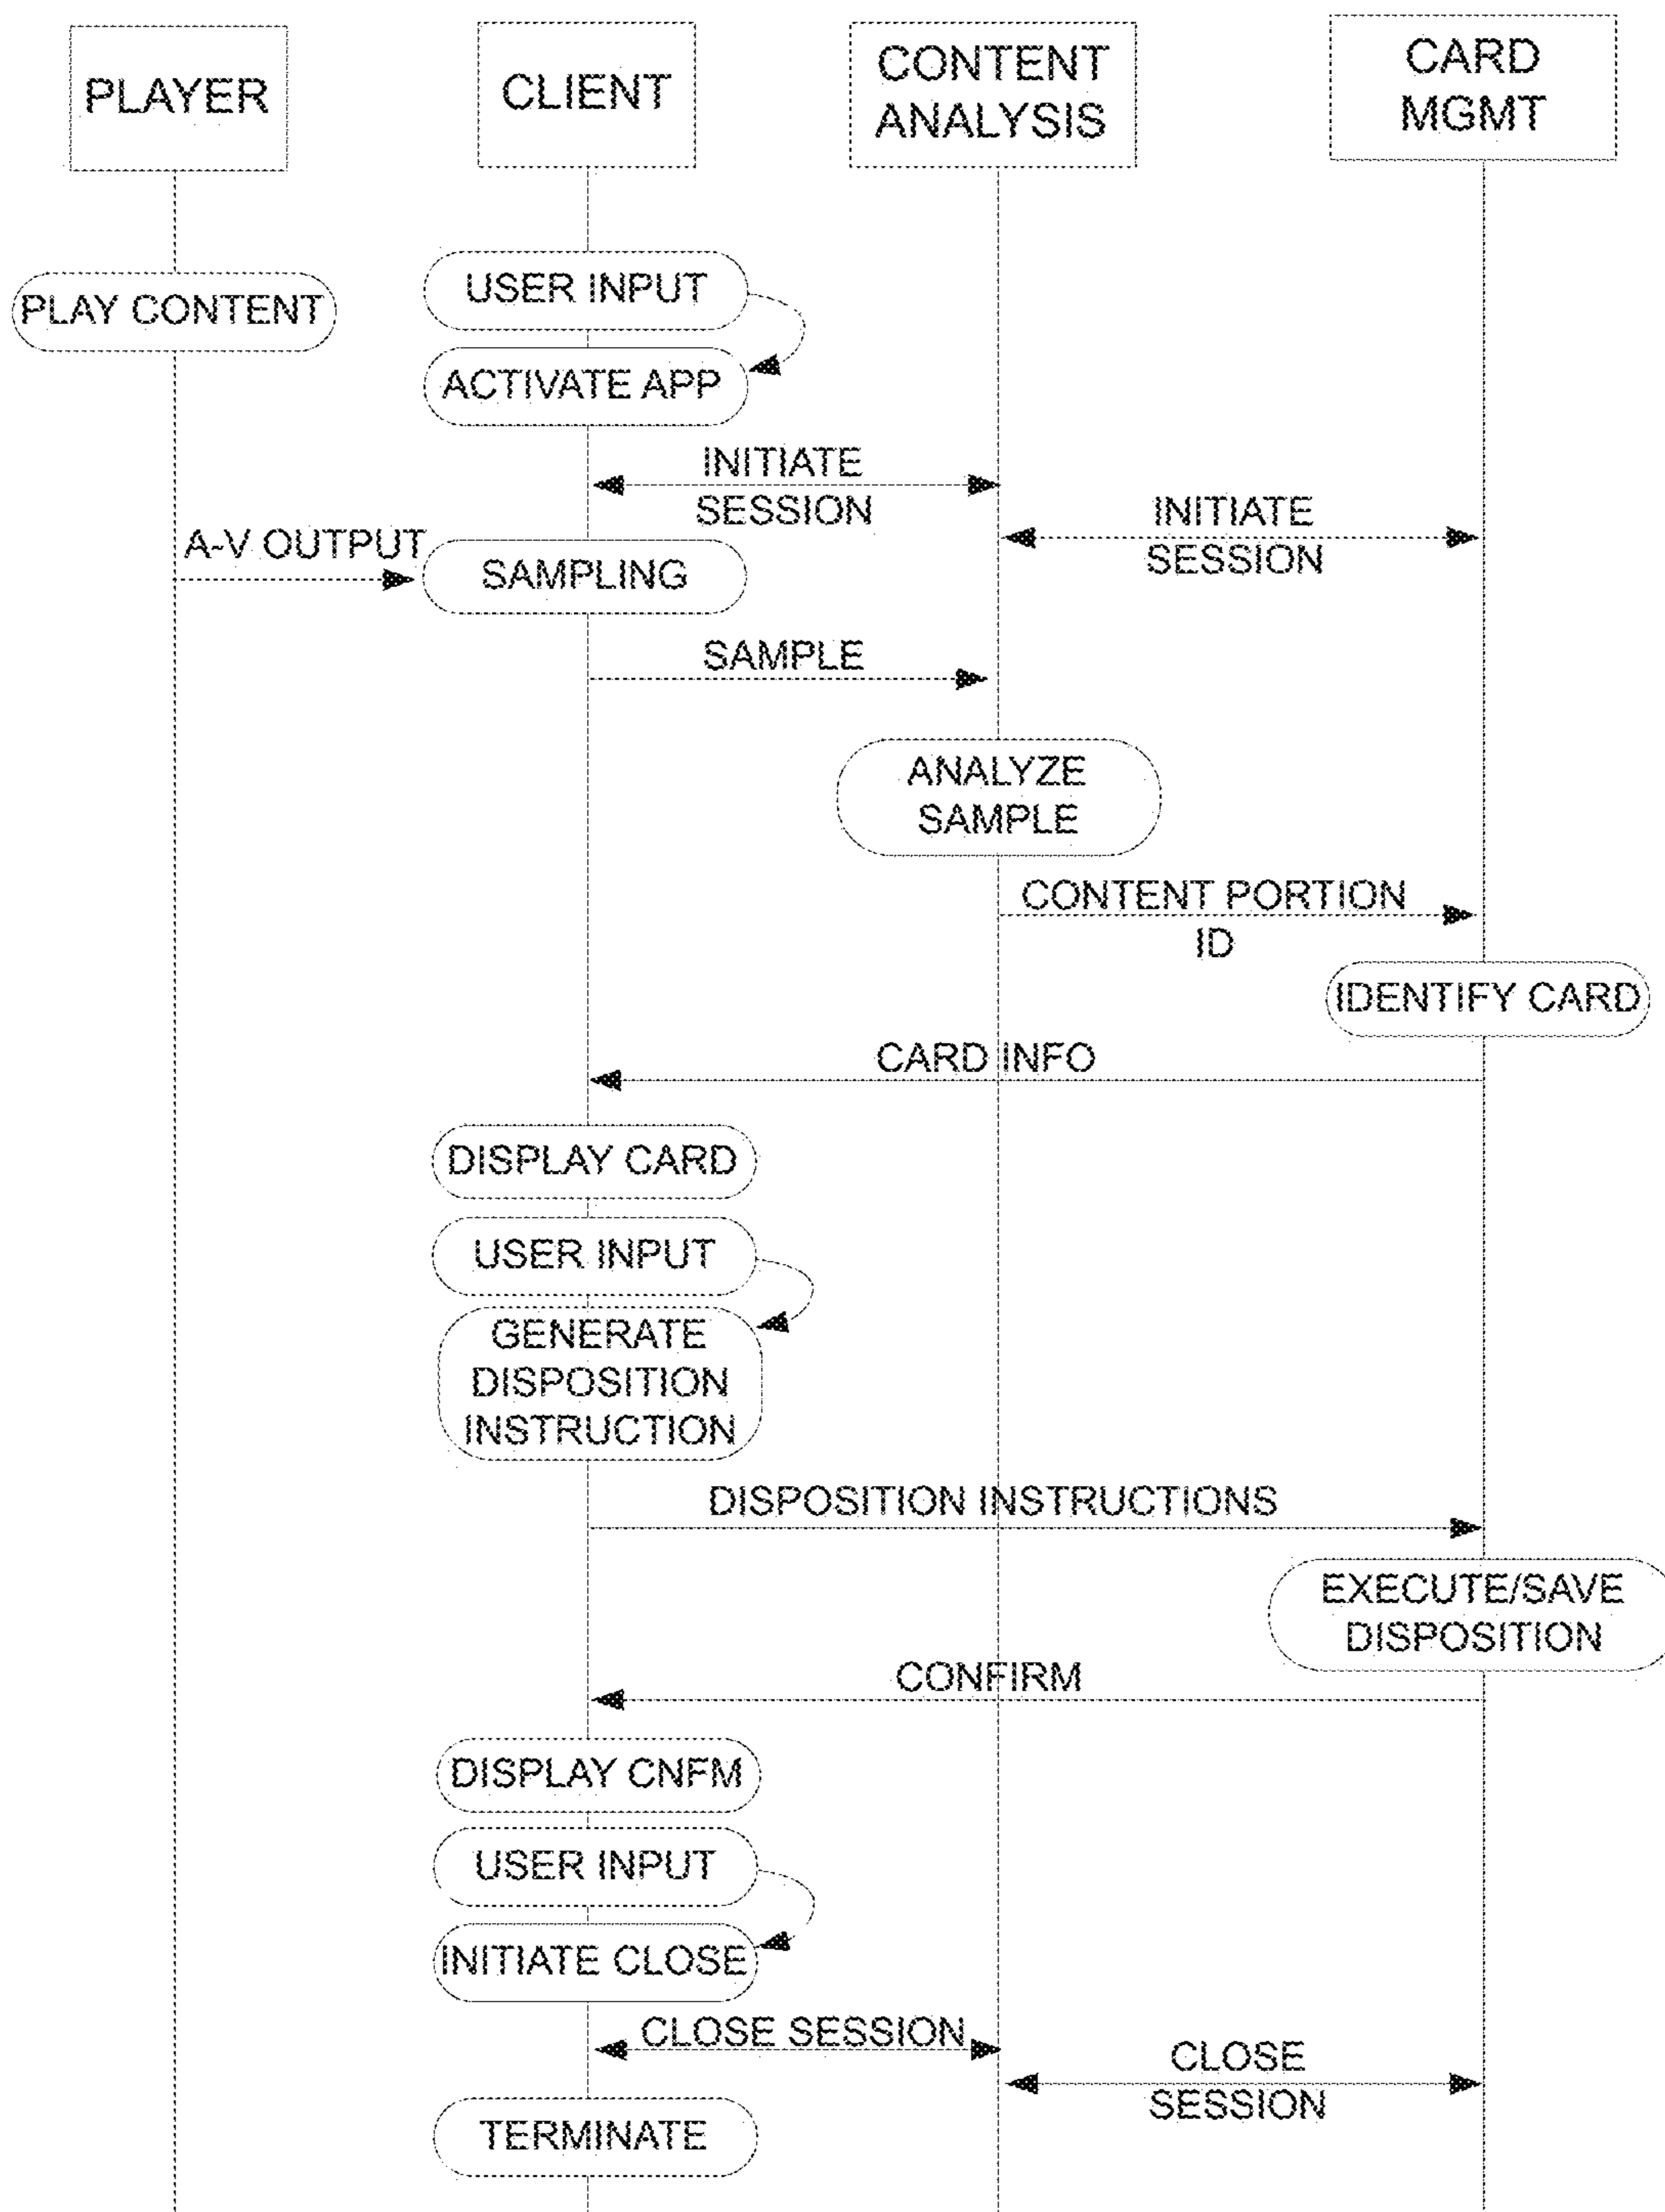 PLAYER
CLIENT
CONTENT
ANALYSIS
CARD
MGMT
USER INPUT
PLAY CONTENT
ACTIVATE APP
INITIATE
SESSION
INITIATE
SESSION
A-V OUTPUT
SAMPLING
SAMPLE
ANALYZE
SAMPLE
CONTENT PORTION
ID
IDENTIFY CARD
CARD INFO
DISPLAY CARD
USER INPUT
GENERATE
DISPOSITION
INSTRUCTION
DISPOSITION INSTRUCTIONS
EXECUTE/SAVE
DISPOSITION
CONFIRM
DISPLAY CNFM
USER INPUT
INITIATE CLOSE
CLOSE SESSION
CLOSE
SESSION
TERMINATE